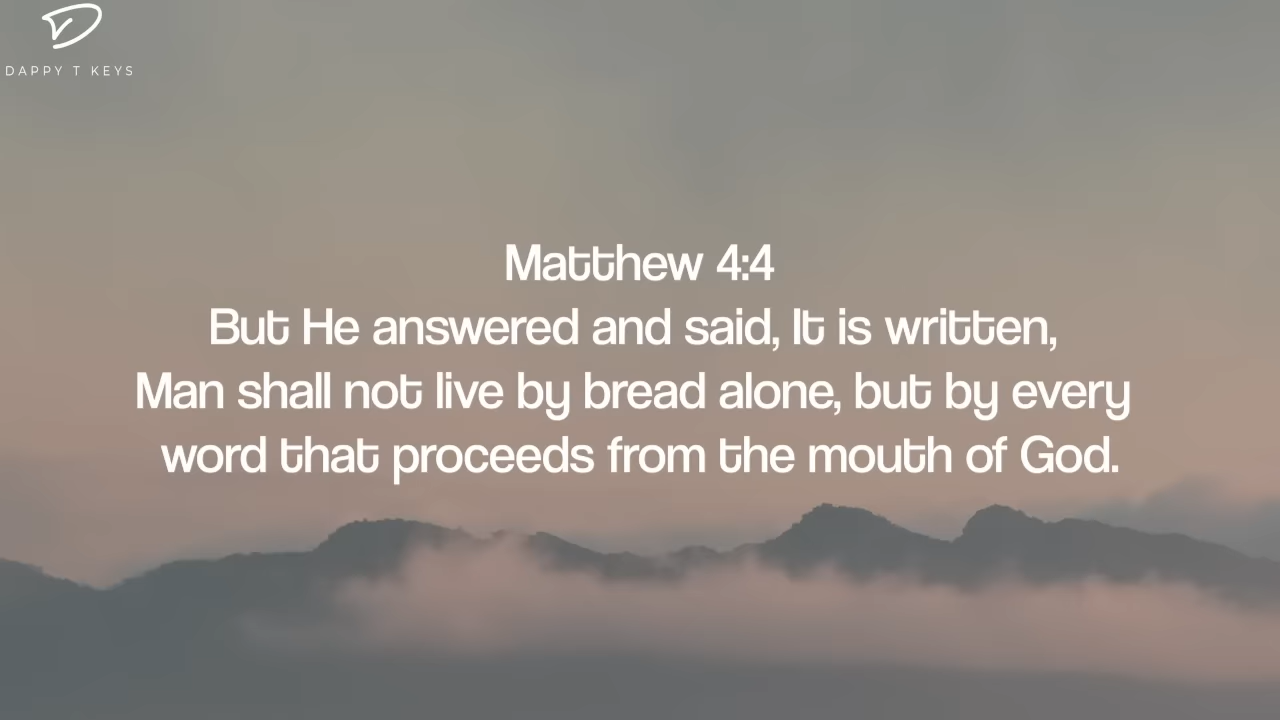 DAPPY T KEYS
Matthew 4:4
But He answered and said, It is written,
Man shall not live by bread alone, but by every
word that proceeds from the mouth of God.